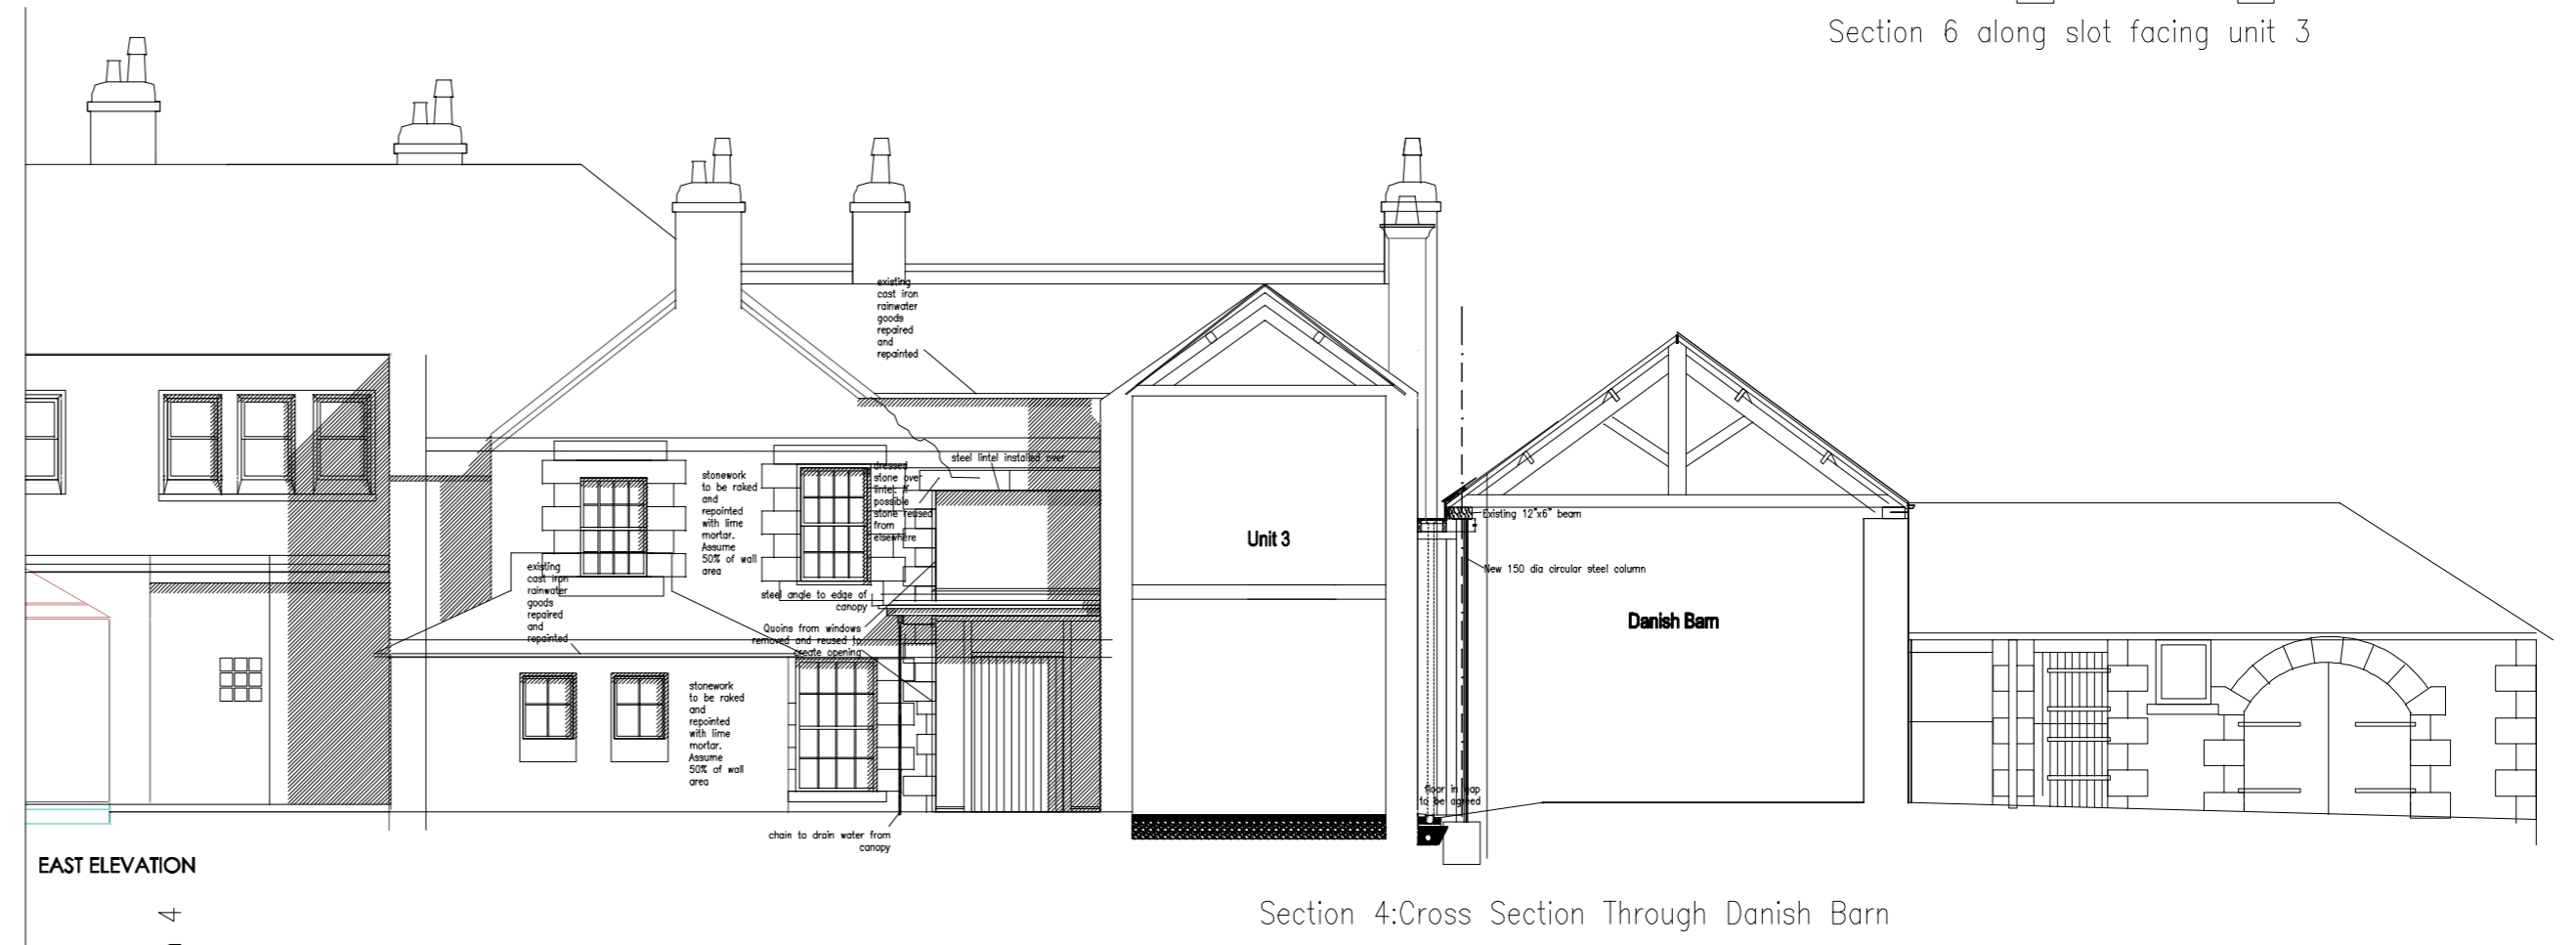 Section 6 along slot facing unit 3
existing
cast iron
rainwater
goods
repaired
and
repainted
steel lintel installed over
dressed
stone over
lintel. if
possible
stone reused
from
elsewhere
stonework
to be raked
and
repointed
with lime
mortar.
Assume
50% of wall
area
Existing 12"x6" beam
Unit 3
existing
cast iron
rainwater
goods
repaired
and
repainted
New 150 dia circular steel column
steel angle to edge of
canopy
Danish Barn
Quoins from windows
removed and reused to
create opening
stonework
to be raked
and
repointed
with lime
mortar.
Assume
50% of wall
area
floor in gap
to be agreed
chain to drain water from
canopy
EAST ELEVATION
4
Section 4:Cross Section Through Danish Barn